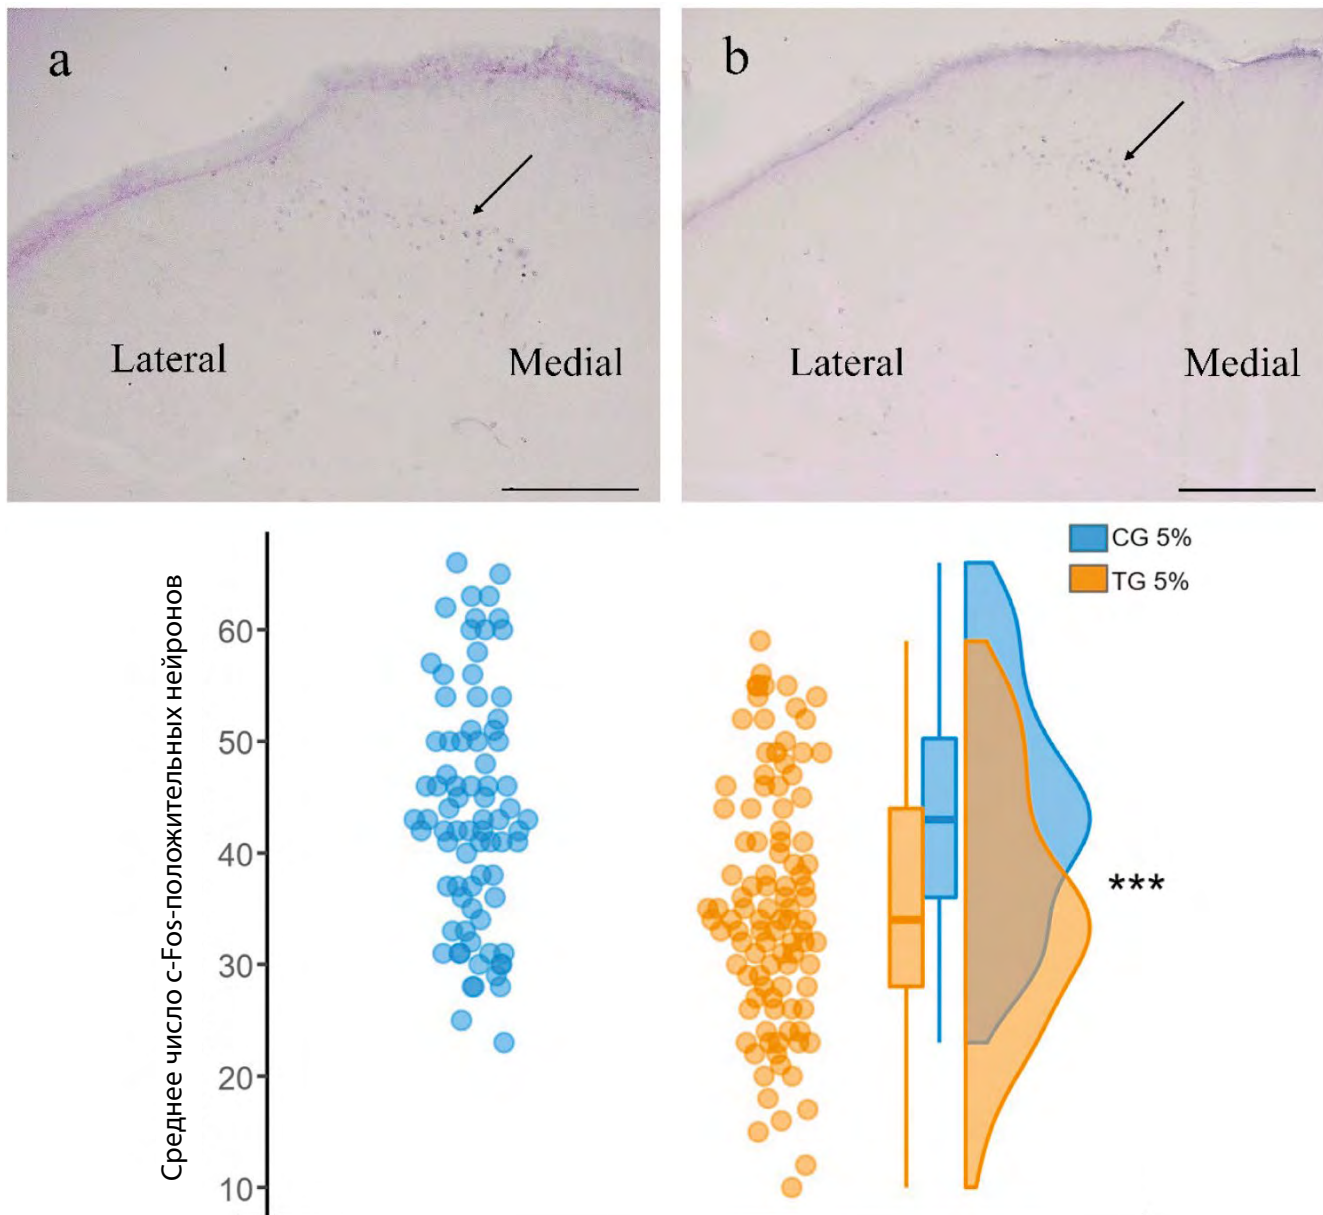 a
b
Lateral
Medial
Lateral
Medial
CG 5%
TG 5%
Среднее число c-Fos-положительных нейронов
60
50
40
30
20
10
***